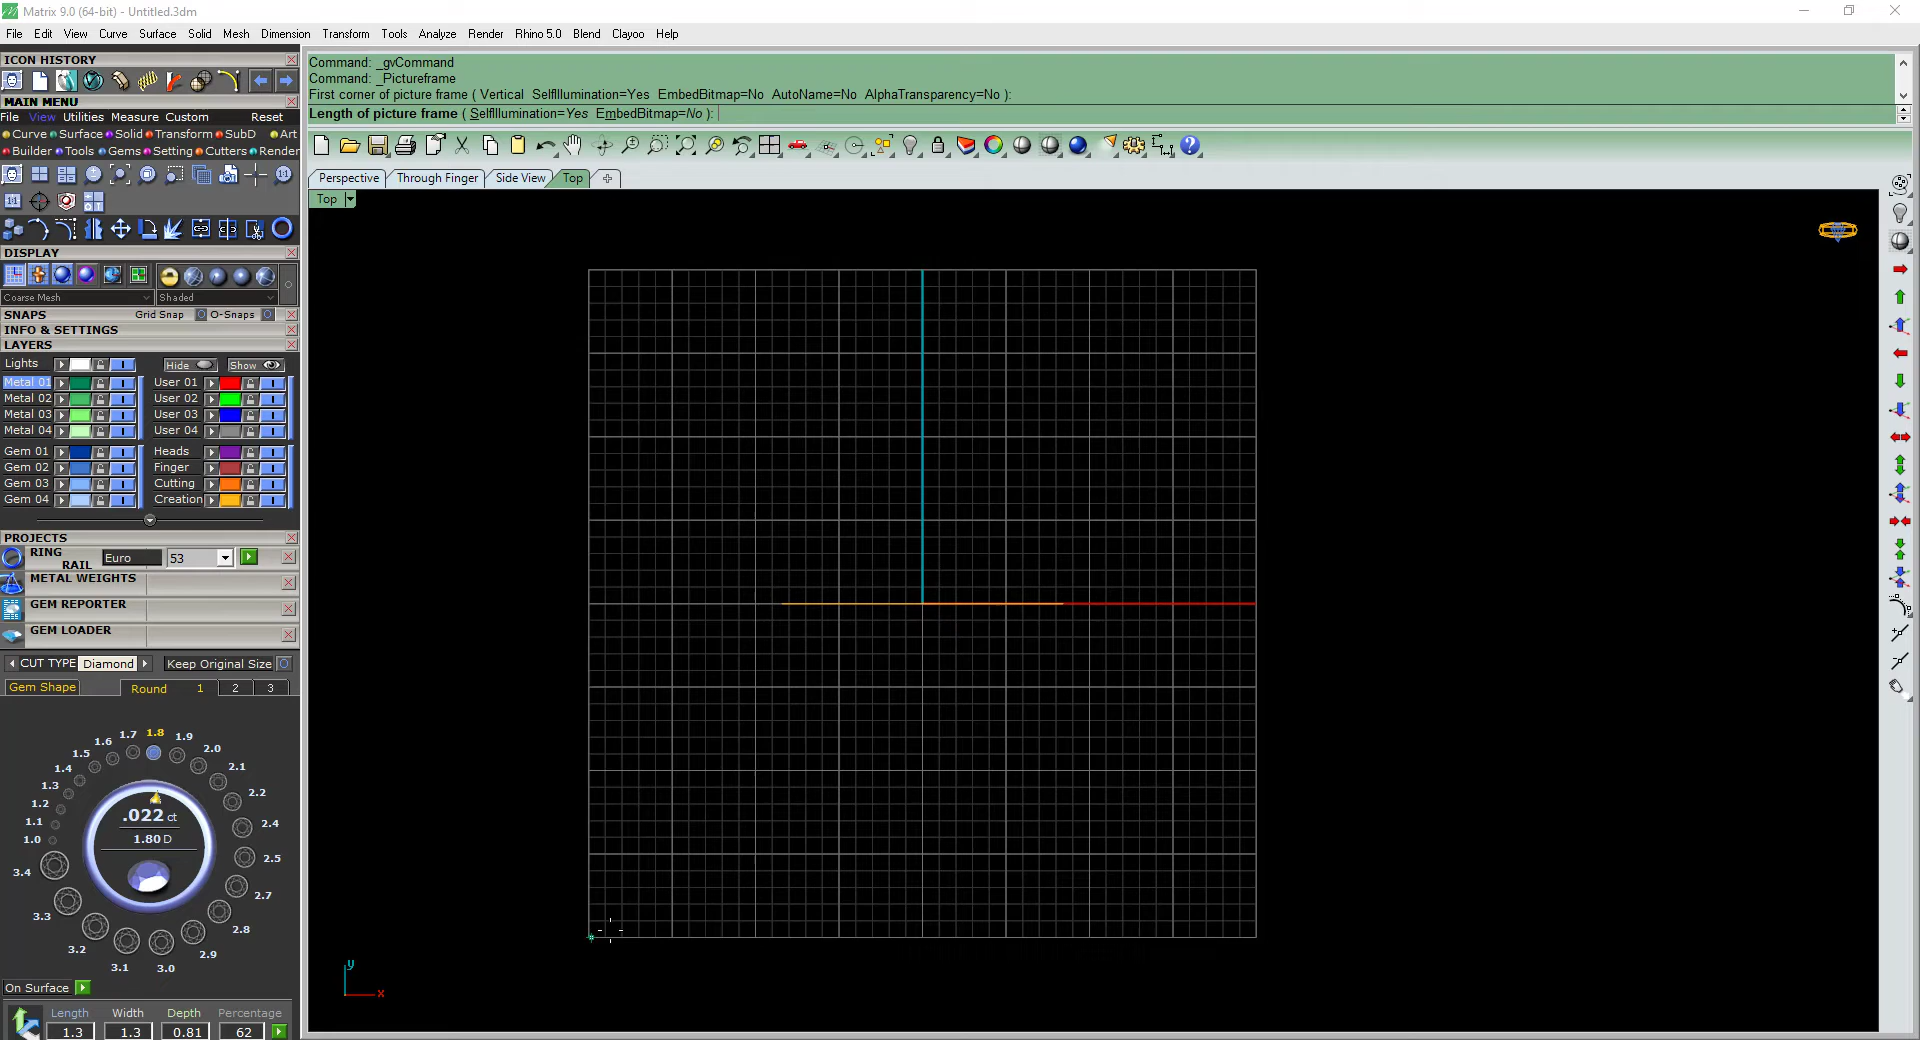 Matrix 9.0 (64-bit) - Untitled.3dm
File Edit View Curve Surface Solid Mesh Dimension Transform Tools Analyze Render Rhino 5.0 Blend Clayoo Help
ICON HISTORY
MAIN MENU
File View Utilities Measure Custom Reset
Curve Surface Solid Transform SubD Art
Builder Tools Gems Setting Cutters Render
DISPLAY
Coarse Mesh Shaded
SNAPS Grid Snap O-Snaps
INFO & SETTINGS
LAYERS
Lights Hide Show
Metal 01 User 01
Metal 02 User 02
Metal 03 User 03
Metal 04 User 04
Gem 01 Heads
Gem 02 Finger
Gem 03 Cutting
Gem 04 Creation
PROJECTS
RING RAIL Euro 53
METAL WEIGHTS
GEM REPORTER
GEM LOADER
CUT TYPE Diamond Keep Original Size
Gem Shape Round 1 2 3
1.0
1.1
1.2
1.3
1.4
1.5
1.6
1.7
1.8
1.9
2.0
2.1
2.2
2.4
2.5
2.7
2.8
2.9
3.0
3.1
3.2
3.3
3.4
.022 ct
1.80 D
On Surface
Length Width Depth Percentage
1.3 1.3 0.81 62
Command: _gvCommand
Command: _Pictureframe
First corner of picture frame ( Vertical SelfIllumination=Yes EmbedBitmap=No AutoName=No AlphaTransparency=No ):
Length of picture frame ( SelfIllumination=Yes EmbedBitmap=No ):
Perspective Through Finger Side View Top
Top
y
x